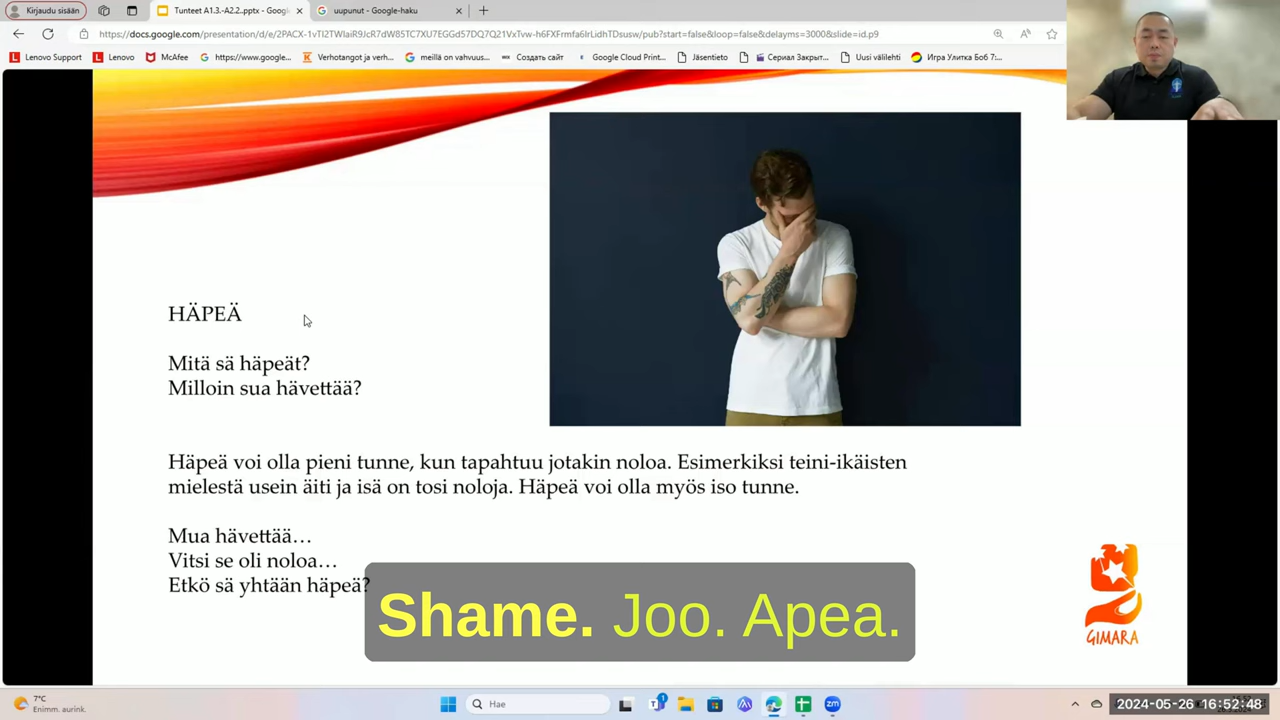 Kirjaudu sisään
Tunteet A1.3.-A2.2..pptx - Googl
uupunut - Google-haku
https://docs.google.com/presentation/d/e/2PACX-1vTI2TWlaiR9JcR7dW85TC7XU7EGGd57DQ7Q21VxTvw-h6FXFrmfa6lrLidhTDsusw/pub?start=false&loop=false&delayms=3000&slide=id.p9
Lenovo Support
Lenovo
McAfee
https://www.google...
Verhotangot ja verh...
meillä on vahvuus...
Создать сайт
Google Cloud Print...
Jäsentieto
Сериал Закрыт...
Uusi välilehti
Игра Улитка Боб 7:...
HÄPEÄ
Mitä sä häpeät?
Milloin sua hävettää?
Häpeä voi olla pieni tunne, kun tapahtuu jotakin noloa. Esimerkiksi teini-ikäisten
mielestä usein äiti ja isä on tosi noloja. Häpeä voi olla myös iso tunne.
Mua hävettää…
Vitsi se oli noloa…
Etkö sä yhtään häpeä?
Shame. Joo. Apea.
GIMARA
7°C
Enimm. aurink.
Hae
2024-05-26 16:52:48